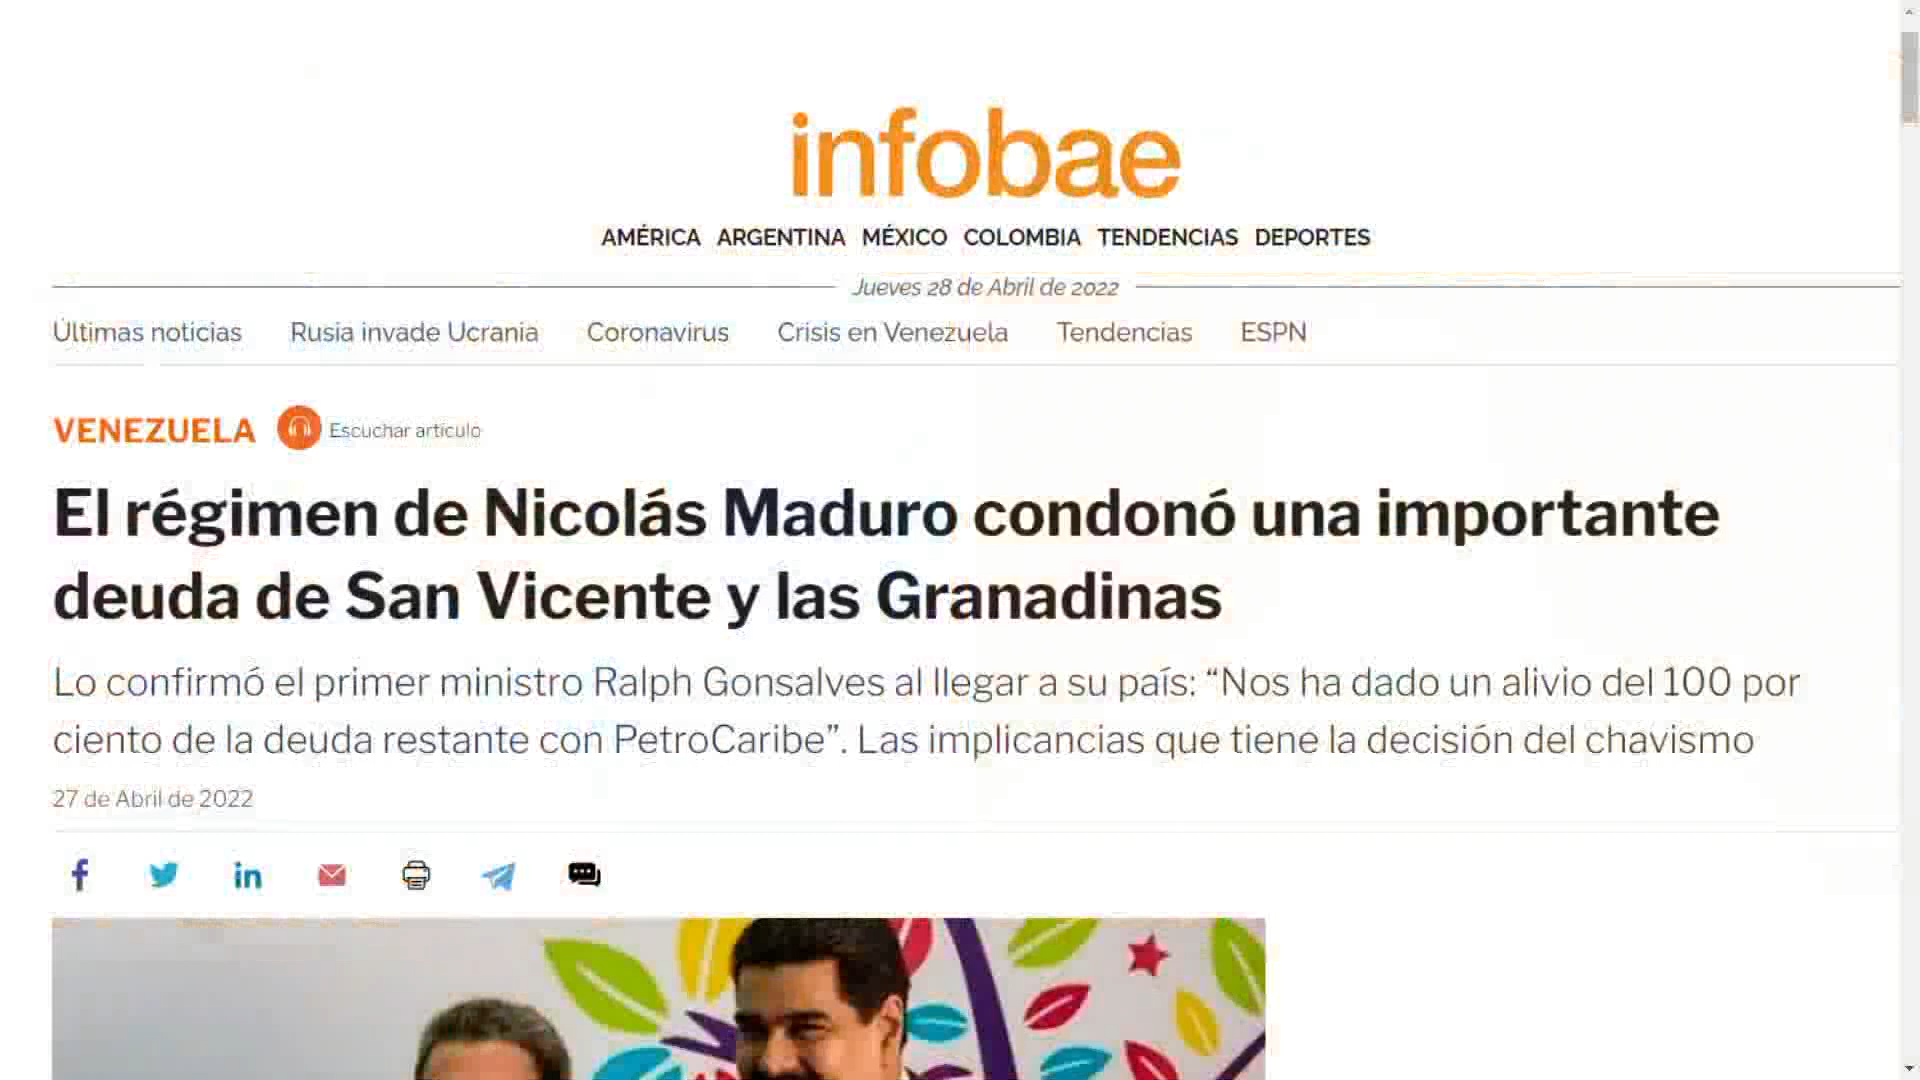 infobae
AMÉRICA ARGENTINA MÉXICO COLOMBIA TENDENCIAS DEPORTES
Jueves 28 de Abril de 2022
Últimas noticias Rusia invade Ucrania Coronavirus Crisis en Venezuela Tendencias ESPN
VENEZUELA Escuchar artículo
El régimen de Nicolás Maduro condonó una importante
deuda de San Vicente y las Granadinas
Lo confirmó el primer ministro Ralph Gonsalves al llegar a su país: “Nos ha dado un alivio del 100 por
ciento de la deuda restante con PetroCaribe”. Las implicancias que tiene la decisión del chavismo
27 de Abril de 2022